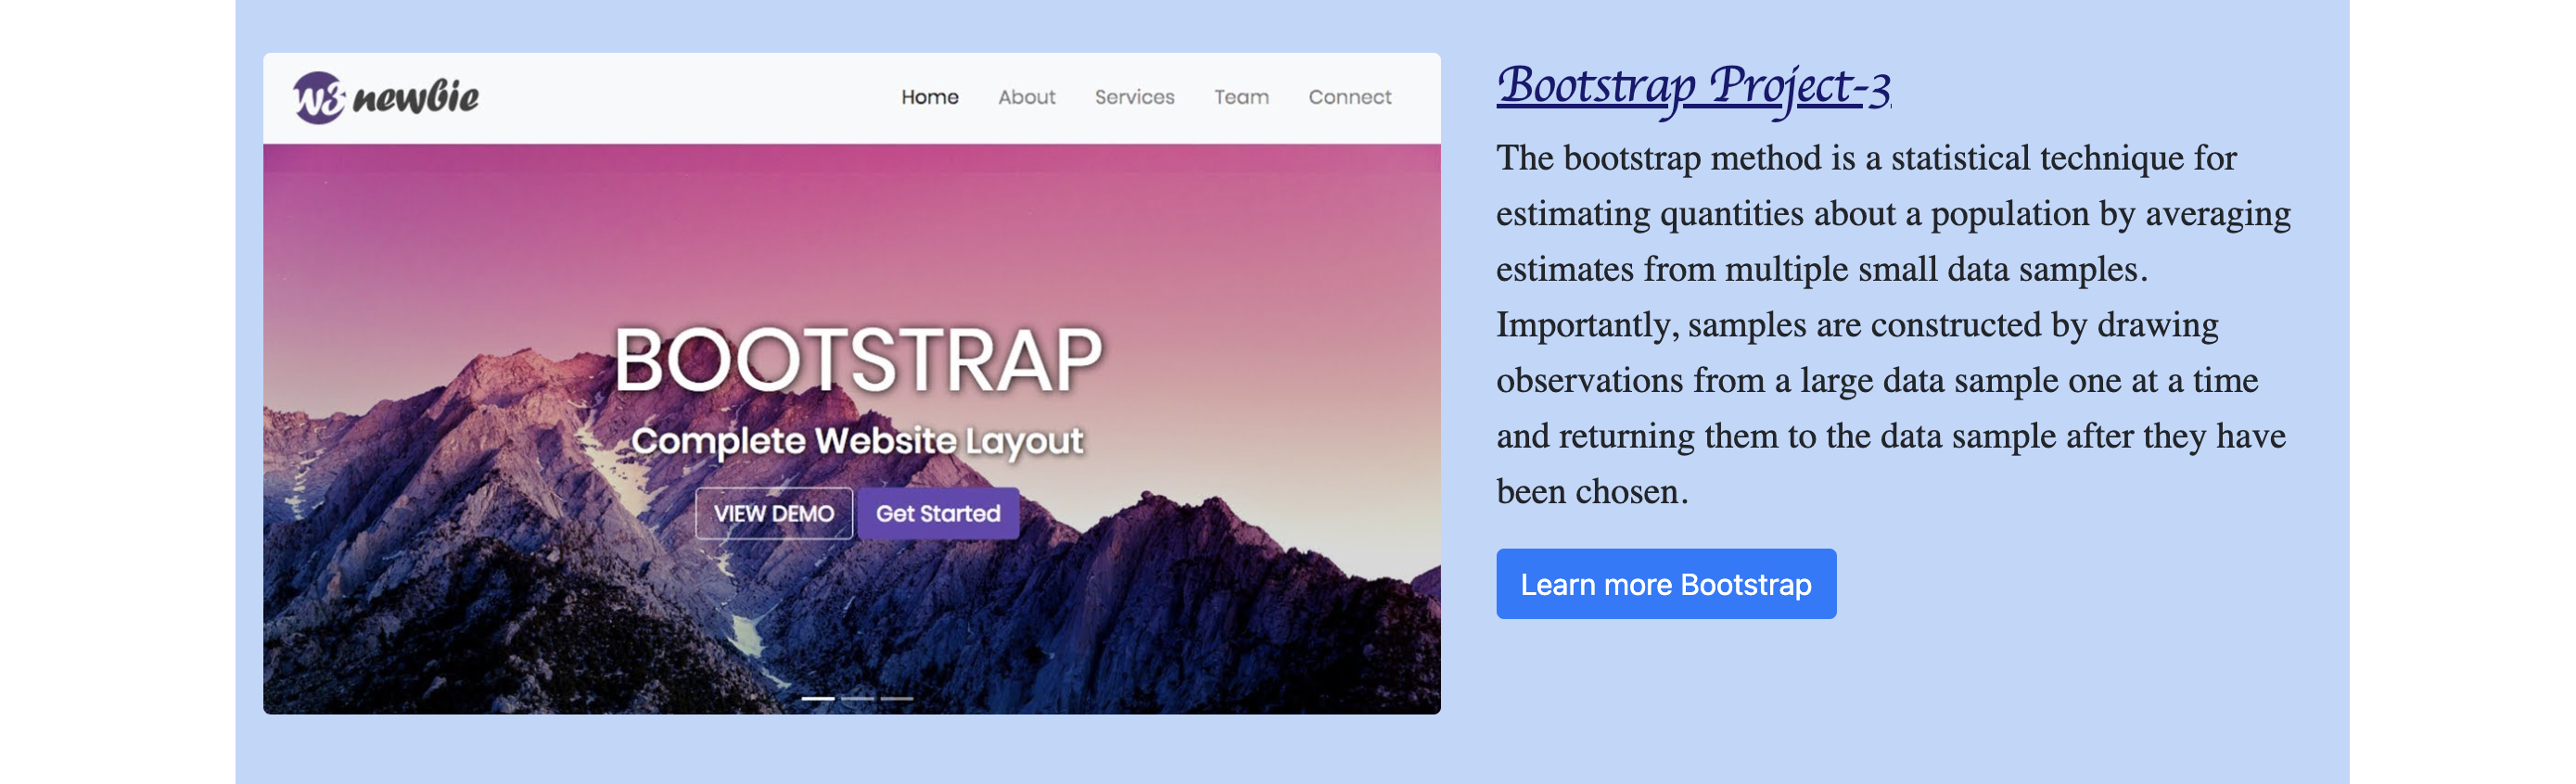 w3 newbie
Home About Services Team Connect
BOOTSTRAP
Complete Website Layout
VIEW DEMO Get Started
Bootstrap Project-3
The bootstrap method is a statistical technique for
estimating quantities about a population by averaging
estimates from multiple small data samples.
Importantly, samples are constructed by drawing
observations from a large data sample one at a time
and returning them to the data sample after they have
been chosen.
Learn more Bootstrap